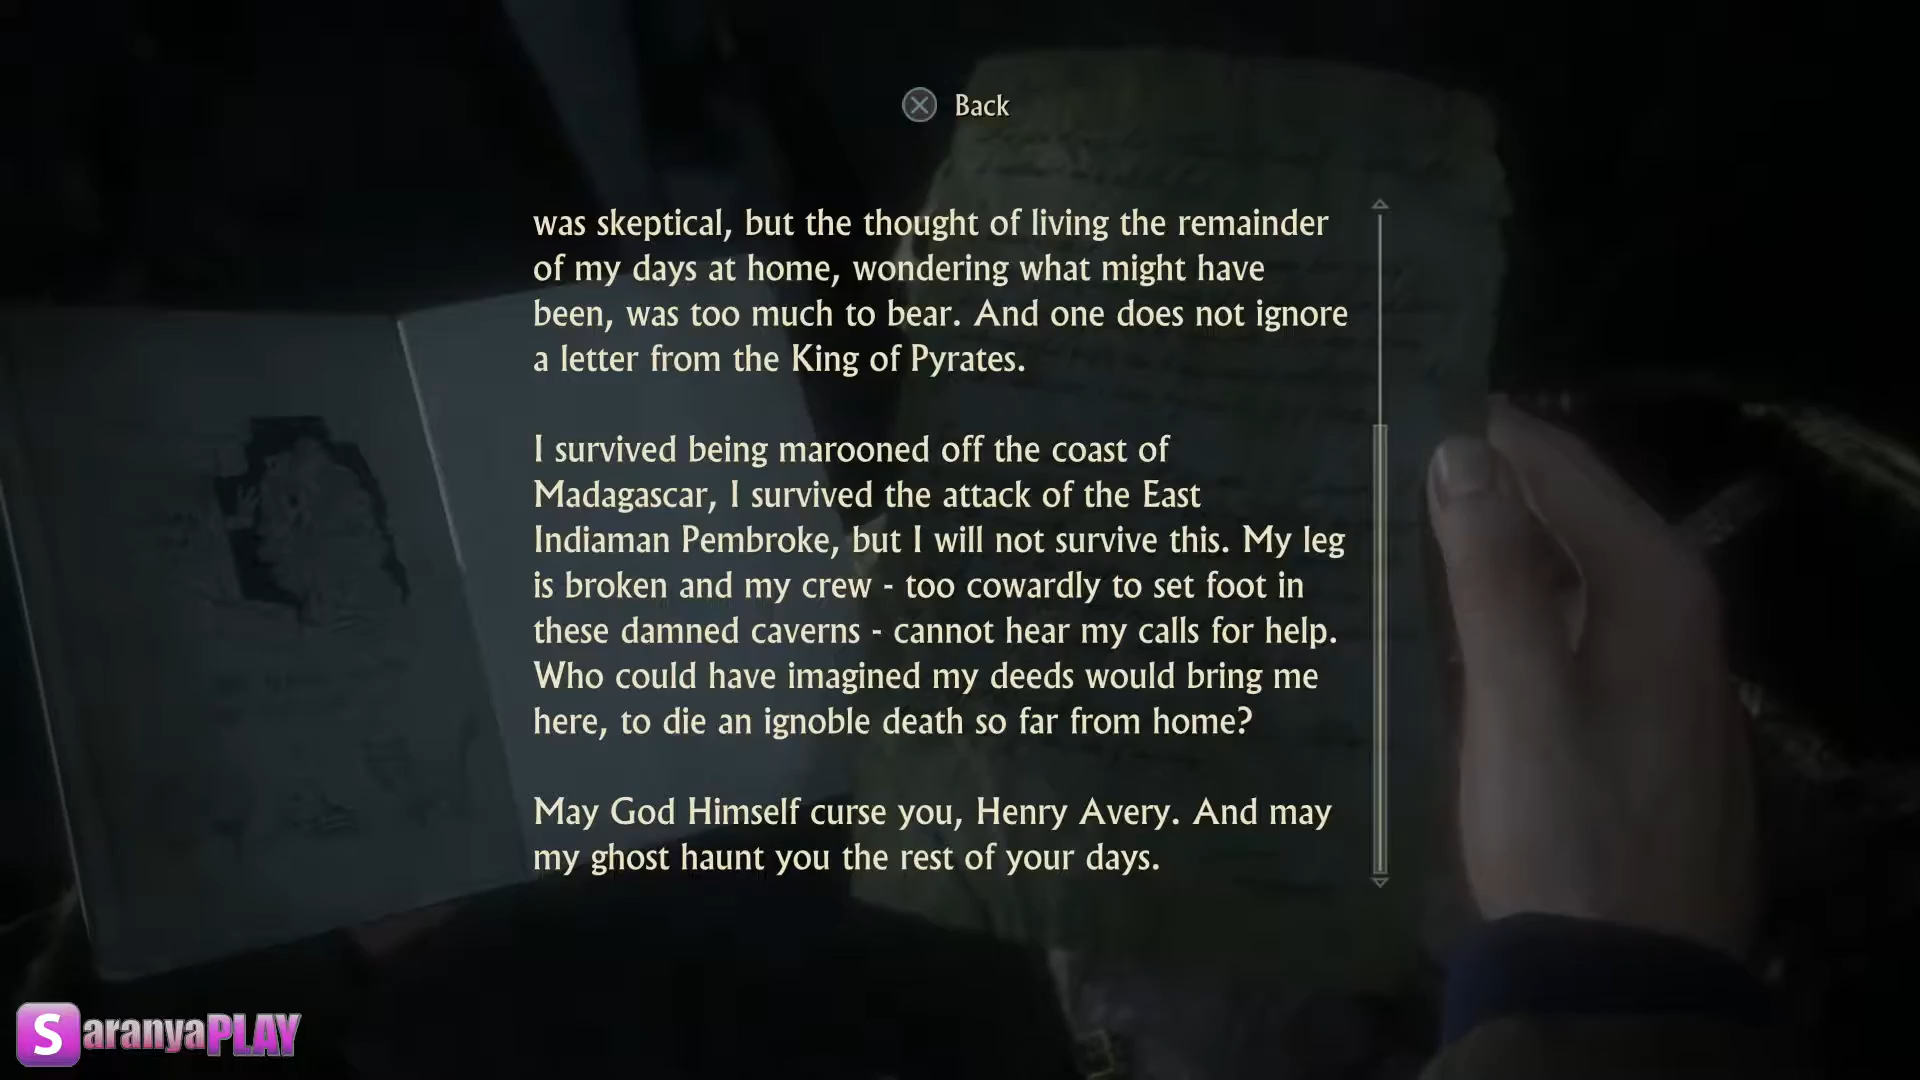 Back
was skeptical, but the thought of living the remainder
of my days at home, wondering what might have
been, was too much to bear. And one does not ignore
a letter from the King of Pyrates.
I survived being marooned off the coast of
Madagascar, I survived the attack of the East
Indiaman Pembroke, but I will not survive this. My leg
is broken and my crew - too cowardly to set foot in
these damned caverns - cannot hear my calls for help.
Who could have imagined my deeds would bring me
here, to die an ignoble death so far from home?
May God Himself curse you, Henry Avery. And may
my ghost haunt you the rest of your days.
SaranyaPLAY